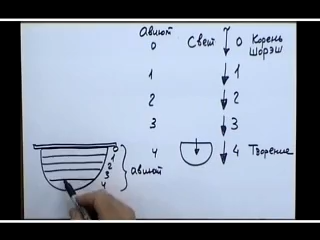 Авиют Свет 0 Корень
0 Шорэш
1 1
2 2
3 3
4 4 Творение
0
1
2
3
4
авиют